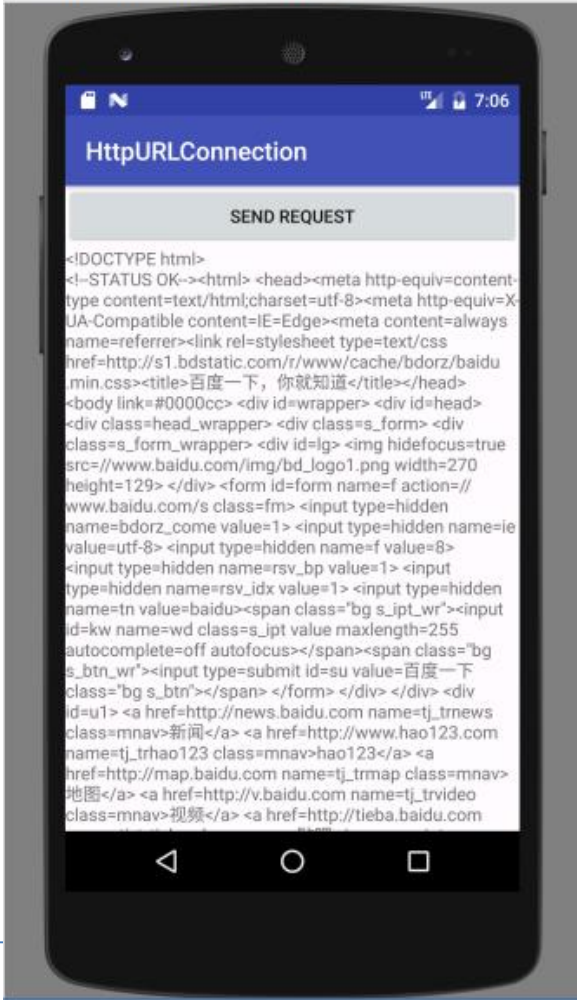 LTE 7:06
HttpURLConnection
SEND REQUEST
<!DOCTYPE html>
<!--STATUS OK--><html> <head><meta http-equiv=content-
type content=text/html;charset=utf-8><meta http-equiv=X-
UA-Compatible content=IE=Edge><meta content=always
name=referrer><link rel=stylesheet type=text/css
href=http://s1.bdstatic.com/r/www/cache/bdorz/baidu
.min.css><title>百度一下，你就知道</title></head>
<body link=#0000cc> <div id=wrapper> <div id=head>
<div class=head_wrapper> <div class=s_form> <div
class=s_form_wrapper> <div id=lg> <img hidefocus=true
src=//www.baidu.com/img/bd_logo1.png width=270
height=129> </div> <form id=form name=f action=//
www.baidu.com/s class=fm> <input type=hidden
name=bdorz_come value=1> <input type=hidden name=ie
value=utf-8> <input type=hidden name=f value=8>
<input type=hidden name=rsv_bp value=1> <input
type=hidden name=rsv_idx value=1> <input type=hidden
name=tn value=baidu><span class="bg s_ipt_wr"><input
id=kw name=wd class=s_ipt value maxlength=255
autocomplete=off autofocus></span><span class="bg
s_btn_wr"><input type=submit id=su value=百度一下
class="bg s_btn"></span> </form> </div> </div> <div
id=u1> <a href=http://news.baidu.com name=tj_trnews
class=mnav>新闻</a> <a href=http://www.hao123.com
name=tj_trhao123 class=mnav>hao123</a> <a
href=http://map.baidu.com name=tj_trmap class=mnav>
地图</a> <a href=http://v.baidu.com name=tj_trvideo
class=mnav>视频</a> <a href=http://tieba.baidu.com